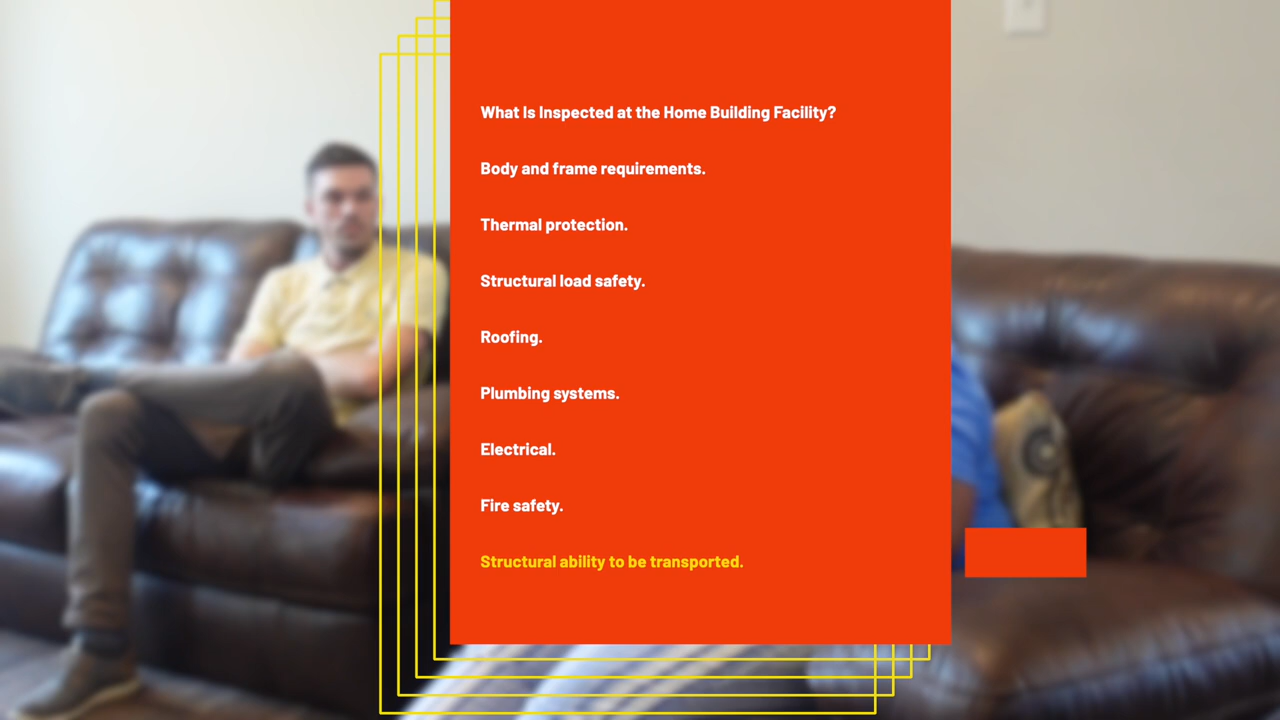 What Is Inspected at the Home Building Facility?
Body and frame requirements.
Thermal protection.
Structural load safety.
Roofing.
Plumbing systems.
Electrical.
Fire safety.
Structural ability to be transported.